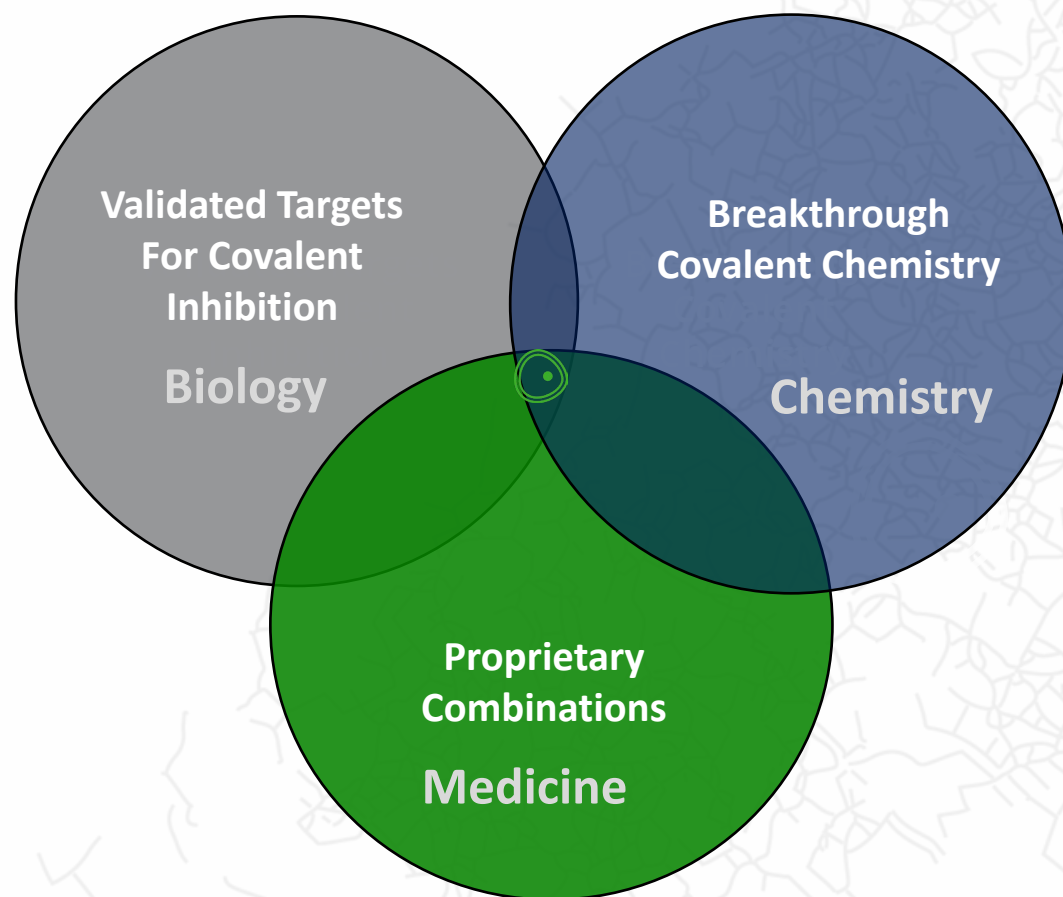 Validated Targets
For Covalent
Inhibition
Biology
Breakthrough
Covalent Chemistry
Chemistry
Proprietary
Combinations
Medicine